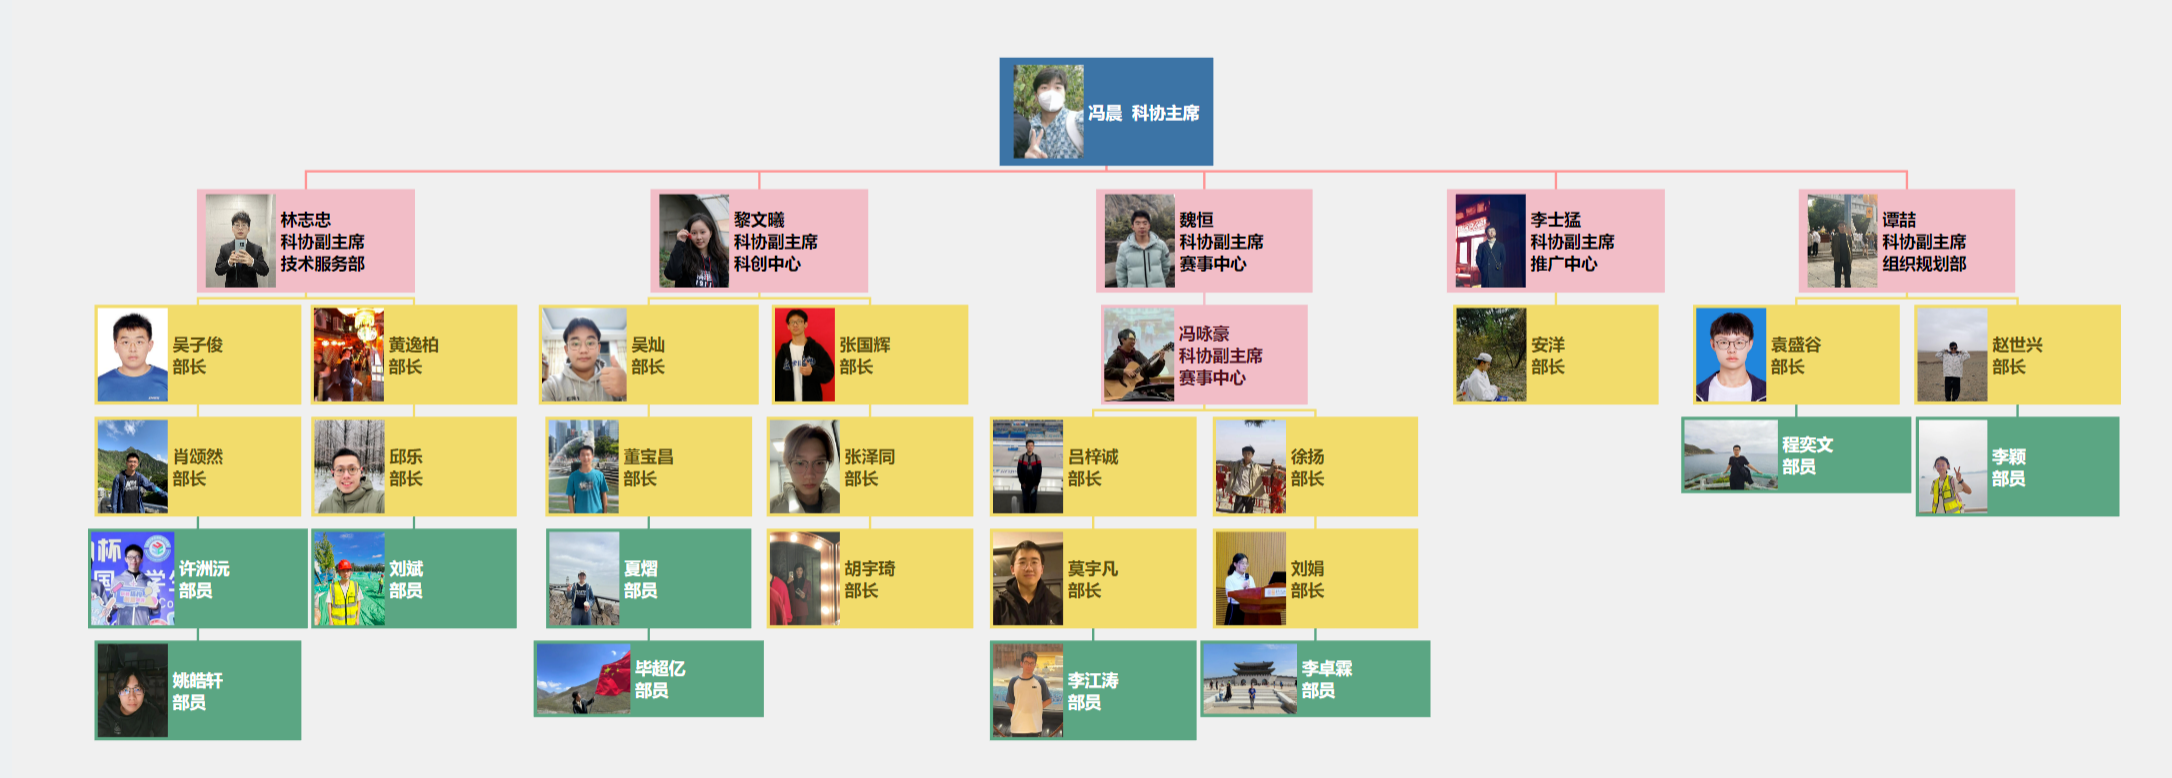 冯晨 科协主席
林志忠
科协副主席
技术服务部
黎文曦
科协副主席
科创中心
魏恒
科协副主席
赛事中心
李士猛
科协副主席
推广中心
谭喆
科协副主席
组织规划部
吴子俊
部长
黄逸柏
部长
吴灿
部长
张国辉
部长
冯咏豪
科协副主席
赛事中心
安洋
部长
袁盛谷
部长
赵世兴
部长
肖颂然
部长
邱乐
部长
董宝昌
部长
张泽同
部长
吕梓诚
部长
徐扬
部长
程奕文
部员
李颖
部员
许洲沅
部员
刘斌
部员
夏熠
部员
胡宇琦
部长
莫宇凡
部长
刘娟
部长
姚皓轩
部员
毕超亿
部员
李江涛
部员
李卓霖
部员
杯